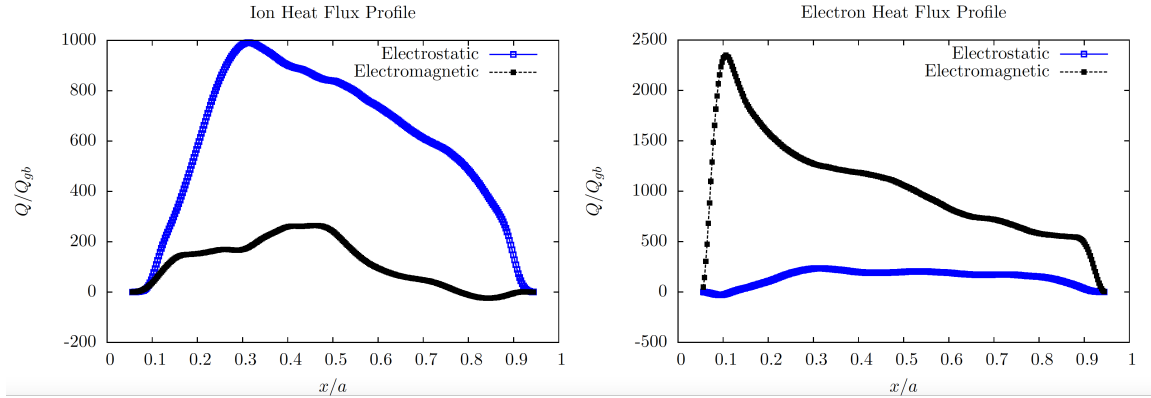 Ion Heat Flux Profile
Electrostatic
Electromagnetic
Q/Q_gb
1000
800
600
400
200
0
-200
0 0.1 0.2 0.3 0.4 0.5 0.6 0.7 0.8 0.9 1
x/a
Electron Heat Flux Profile
Electrostatic
Electromagnetic
Q/Q_gb
2500
2000
1500
1000
500
0
-500
0 0.1 0.2 0.3 0.4 0.5 0.6 0.7 0.8 0.9 1
x/a